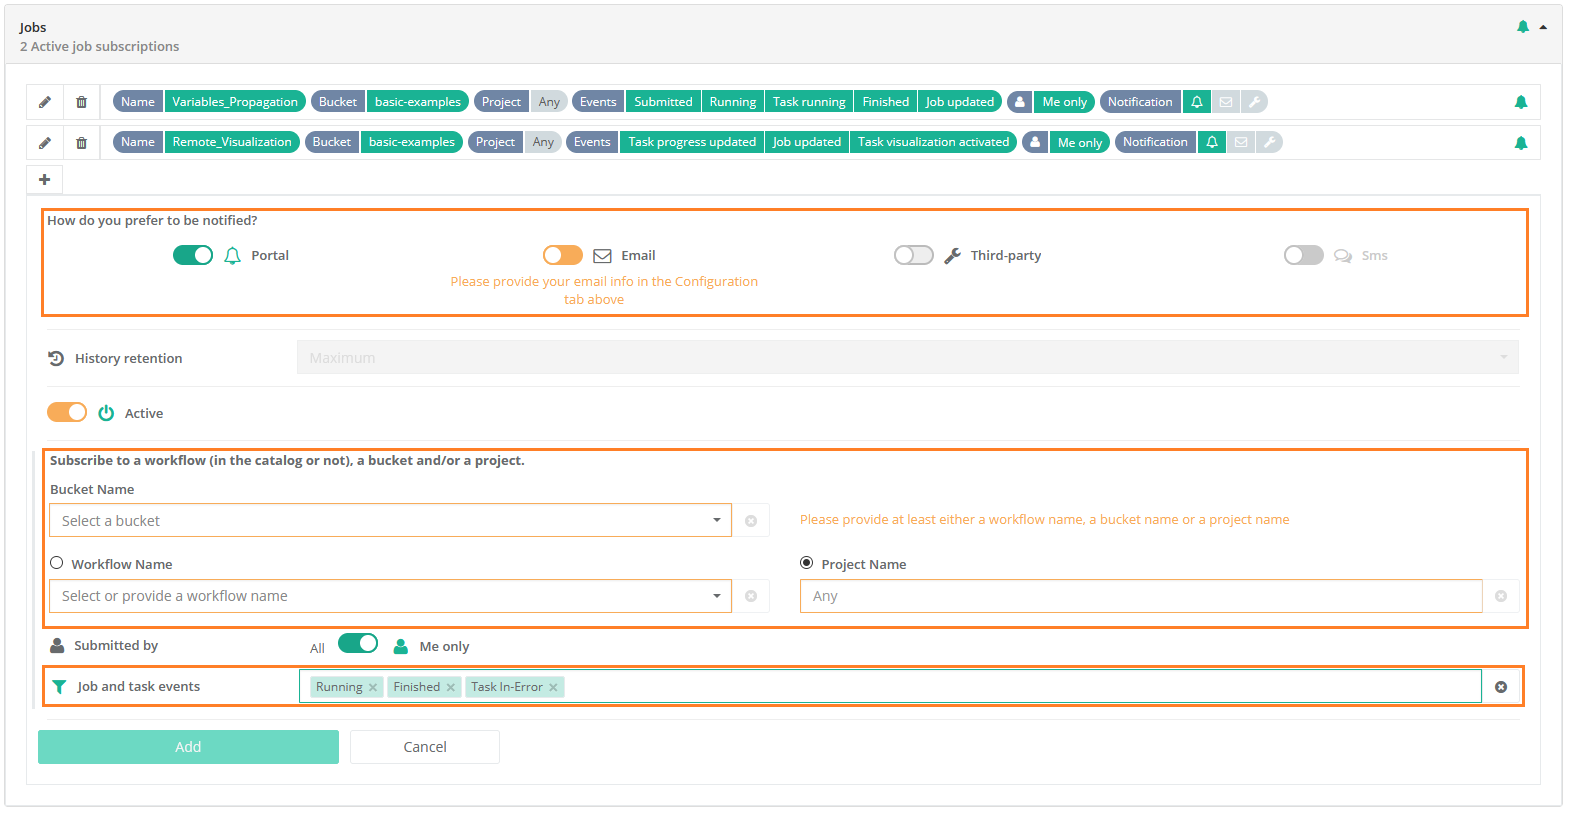 Jobs
2 Active job subscriptions
Name Variables_Propagation Bucket basic-examples Project Any Events Submitted Running Task running Finished Job updated Me only Notification
Name Remote_Visualization Bucket basic-examples Project Any Events Task progress updated Job updated Task visualization activated Me only Notification
How do you prefer to be notified?
Portal Email Third-party Sms
Please provide your email info in the Configuration
tab above
History retention Maximum
Active
Subscribe to a workflow (in the catalog or not), a bucket and/or a project.
Bucket Name
Select a bucket Please provide at least either a workflow name, a bucket name or a project name
Workflow Name Project Name
Select or provide a workflow name Any
Submitted by All Me only
Job and task events Running Finished Task In-Error
Add Cancel